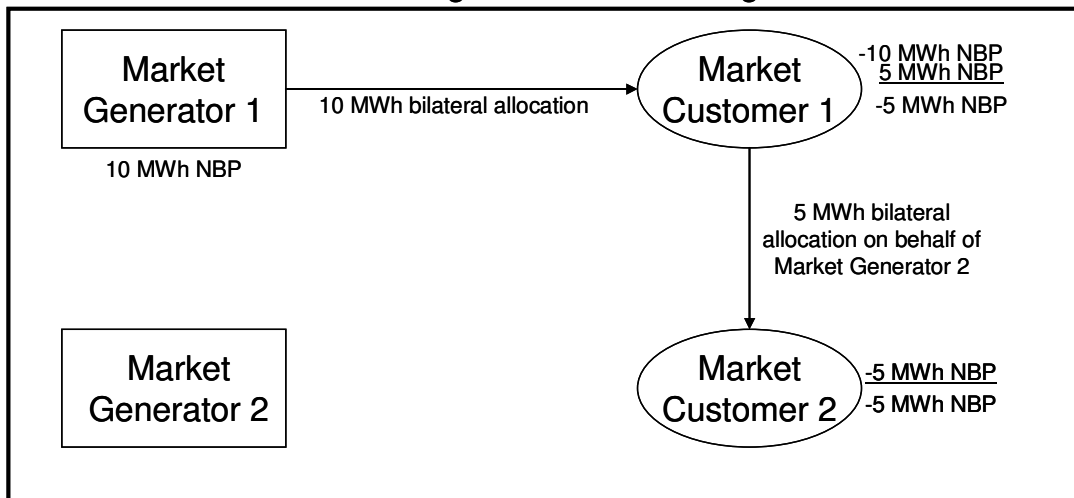 Market
Generator 1
10 MWh bilateral allocation
Market
Customer 1
-10 MWh NBP
5 MWh NBP
-5 MWh NBP
10 MWh NBP
5 MWh bilateral
allocation on behalf of
Market Generator 2
Market
Generator 2
Market
Customer 2
-5 MWh NBP
-5 MWh NBP